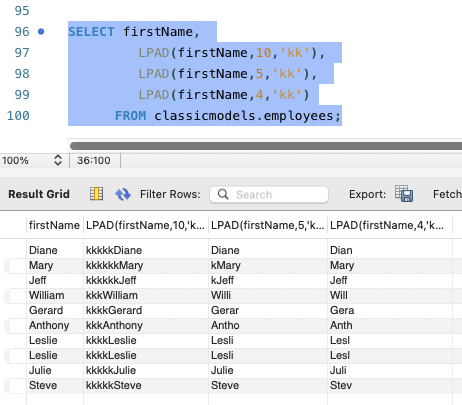 95
96 SELECT firstName,
97 LPAD(firstName,10,'kk'),
98 LPAD(firstName,5,'kk'),
99 LPAD(firstName,4,'kk')
100 FROM classicmodels.employees;
100% 36:100
Result Grid Filter Rows: Search Export: Fetch
firstName LPAD(firstName,10,'k... LPAD(firstName,5,'k... LPAD(firstName,4,'k...
Diane kkkkkDiane Diane Dian
Mary kkkkkkMary kMary Mary
Jeff kkkkkkJeff kJeff Jeff
William kkkWilliam Willi Will
Gerard kkkkGerard Gerar Gera
Anthony kkkAnthony Antho Anth
Leslie kkkkLeslie Lesli Lesl
Leslie kkkkLeslie Lesli Lesl
Julie kkkkkJulie Julie Juli
Steve kkkkkSteve Steve Stev